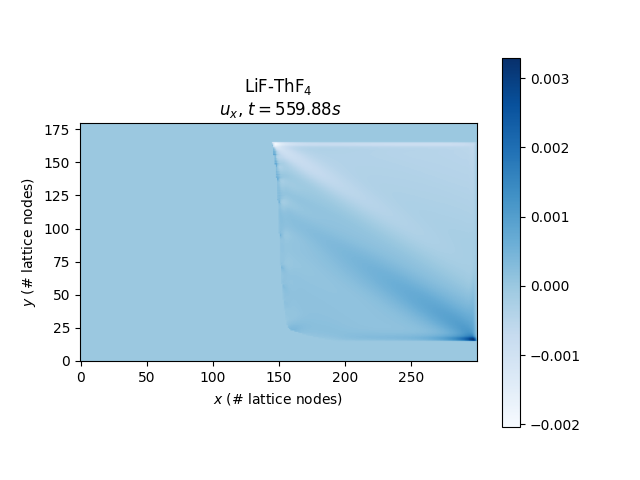 LiF-ThF₄
uₓ, t = 559.88s
175
150
125
100
75
50
25
0
y (# lattice nodes)
0 50 100 150 200 250
x (# lattice nodes)
0.003
0.002
0.001
0.000
−0.001
−0.002